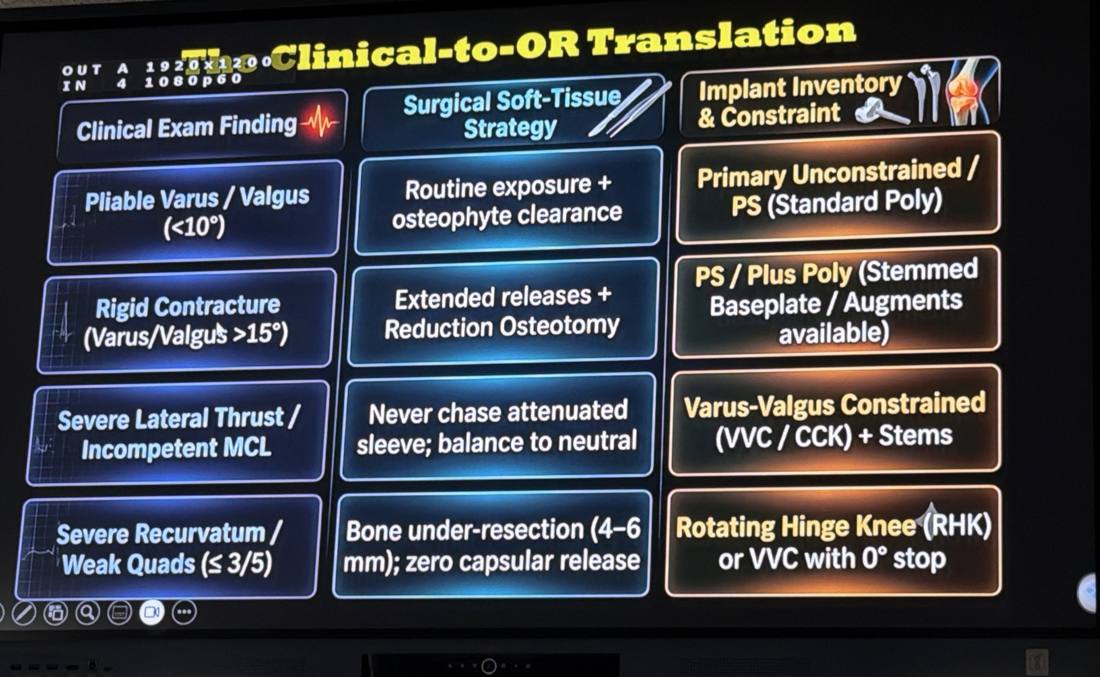 The Clinical-to-OR Translation
OUT A 1920x1200
IN 4 1080p60
Clinical Exam Finding
Surgical Soft-Tissue
Strategy
Implant Inventory
& Constraint
Pliable Varus / Valgus
(<10°)
Routine exposure +
osteophyte clearance
Primary Unconstrained /
PS (Standard Poly)
Rigid Contracture
(Varus/Valgus >15°)
Extended releases +
Reduction Osteotomy
PS / Plus Poly (Stemmed
Baseplate / Augments
available)
Severe Lateral Thrust /
Incompetent MCL
Never chase attenuated
sleeve; balance to neutral
Varus-Valgus Constrained
(VVC / CCK) + Stems
Severe Recurvatum /
Weak Quads (≤ 3/5)
Bone under-resection (4–6
mm); zero capsular release
Rotating Hinge Knee (RHK)
or VVC with 0° stop